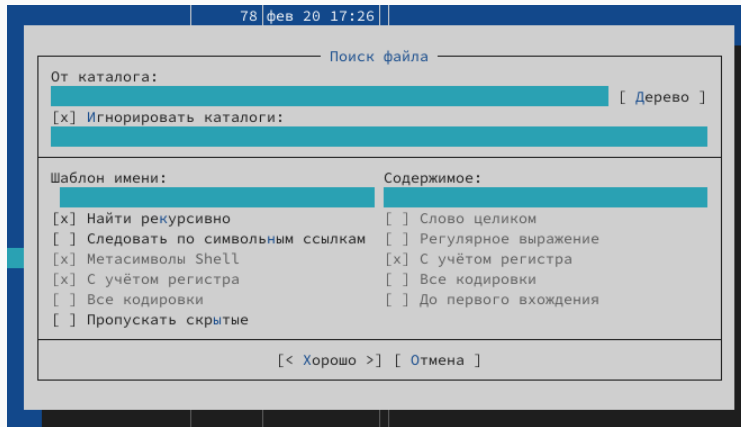 78 фев 20 17:26
Поиск файла
От каталога:
[ Дерево ]
[x] Игнорировать каталоги:
Шаблон имени:
Содержимое:
[x] Найти рекурсивно
[ ] Слово целиком
[ ] Следовать по символьным ссылкам
[ ] Регулярное выражение
[x] Метасимволы Shell
[x] С учётом регистра
[x] С учётом регистра
[ ] Все кодировки
[ ] Все кодировки
[ ] До первого вхождения
[ ] Пропускать скрытые
[< Хорошо >] [ Отмена ]